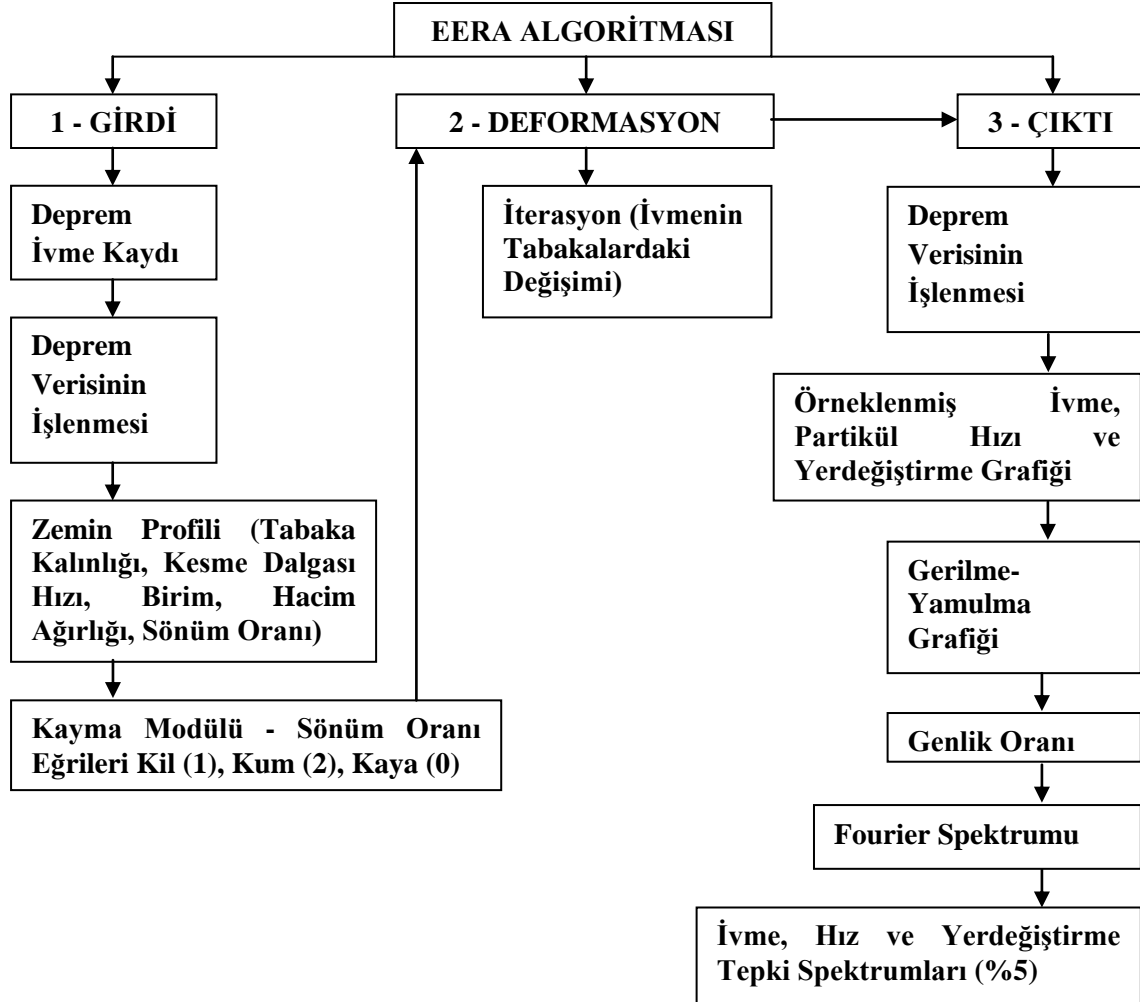 EERA ALGORİTMASI
1 - GİRDİ
2 - DEFORMASYON
3 - ÇIKTI
Deprem
İvme Kaydı
Deprem
Verisinin
İşlenmesi
Zemin Profili (Tabaka
Kalınlığı, Kesme Dalgası
Hızı, Birim, Hacim
Ağırlığı, Sönüm Oranı)
Kayma Modülü - Sönüm Oranı
Eğrileri Kil (1), Kum (2), Kaya (0)
İterasyon (İvmenin
Tabakalardaki
Değişimi)
Deprem
Verisinin
İşlenmesi
Örneklenmiş İvme,
Partikül Hızı ve
Yerdeğiştirme Grafiği
Gerilme-
Yamulma
Grafiği
Genlik Oranı
Fourier Spektrumu
İvme, Hız ve Yerdeğiştirme
Tepki Spektrumları (%5)